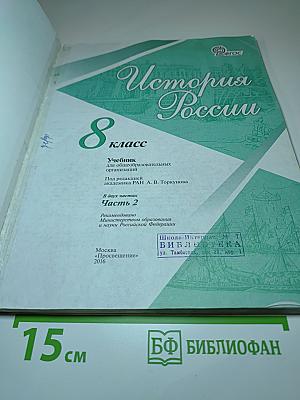 ФГОС
История
России
8 класс
Учебник
для общеобразовательных
организаций
Под редакцией
академика РАН А. В. Торкунова
В двух частях
Часть 2
Рекомендовано
Министерством образования
и науки Российской Федерации
Москва
«Просвещение»
2016
БИБЛИОТЕКА
15 см
БФ БИБЛИОФАН